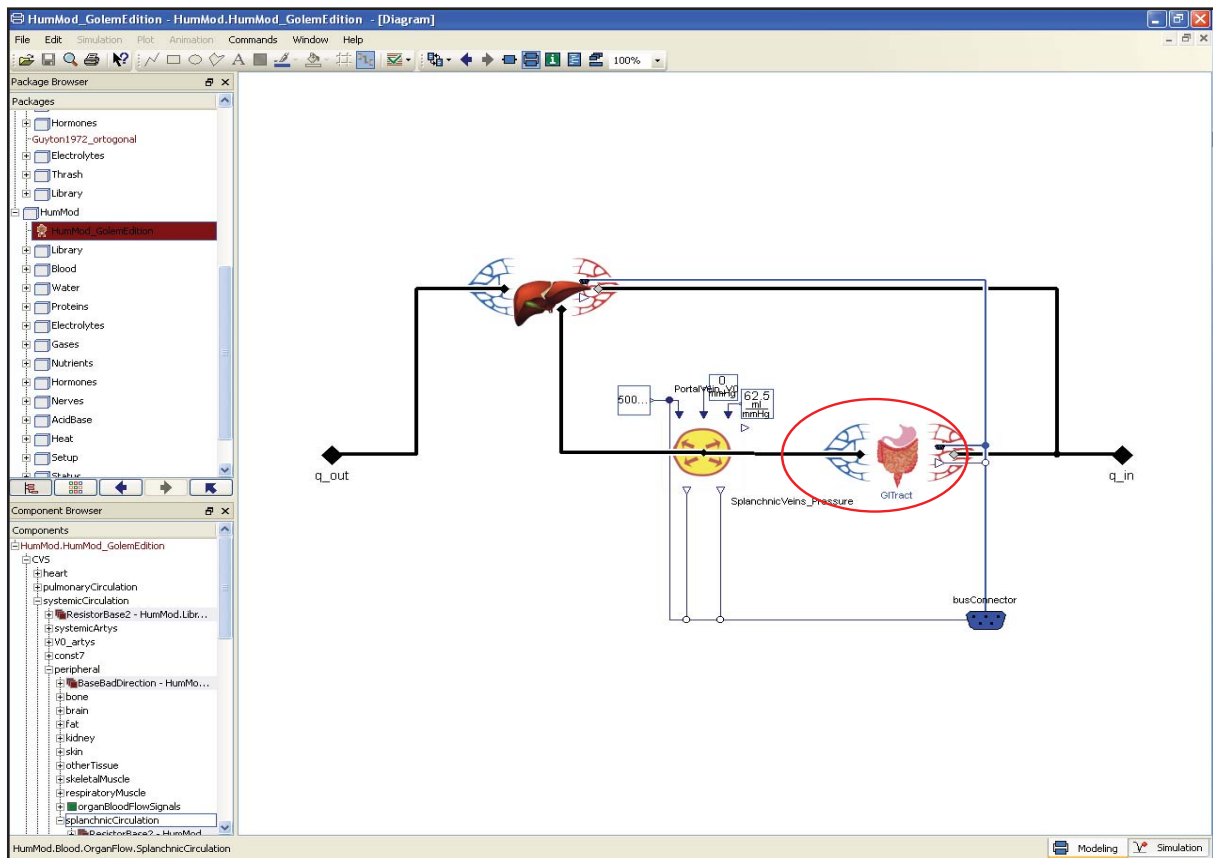 HumMod_GolemEdition - HumMod.HumMod_GolemEdition - [Diagram]
File Edit Simulation Plot Animation Commands Window Help
100%
Package Browser
Packages
Hormones
Guyton1972_ortogonal
Electrolytes
Thrash
Library
HumMod
HumMod_GolemEdition
Library
Blood
Water
Proteins
Electrolytes
Gases
Nutrients
Hormones
Nerves
AcidBase
Heat
Setup
Status
Component Browser
Components
HumMod.HumMod_GolemEdition
CVS
heart
pulmonaryCirculation
systemicCirculation
ResistorBase2 - HumMod.Libr...
systemicArtys
V0_artys
const7
peripheral
BaseBadDirection - HumMo...
bone
brain
fat
kidney
skin
otherTissue
skeletalMuscle
respiratoryMuscle
organBloodFlowSignals
splanchnicCirculation
ResistorBase2 - HumMod
q_out
500...
PortalVein_V0
0
mmHg
62,5
ml
mmHg
SplanchnicVeins_Pressure
GITract
q_in
busConnector
HumMod.Blood.OrganFlow.SplanchnicCirculation
Modeling Simulation